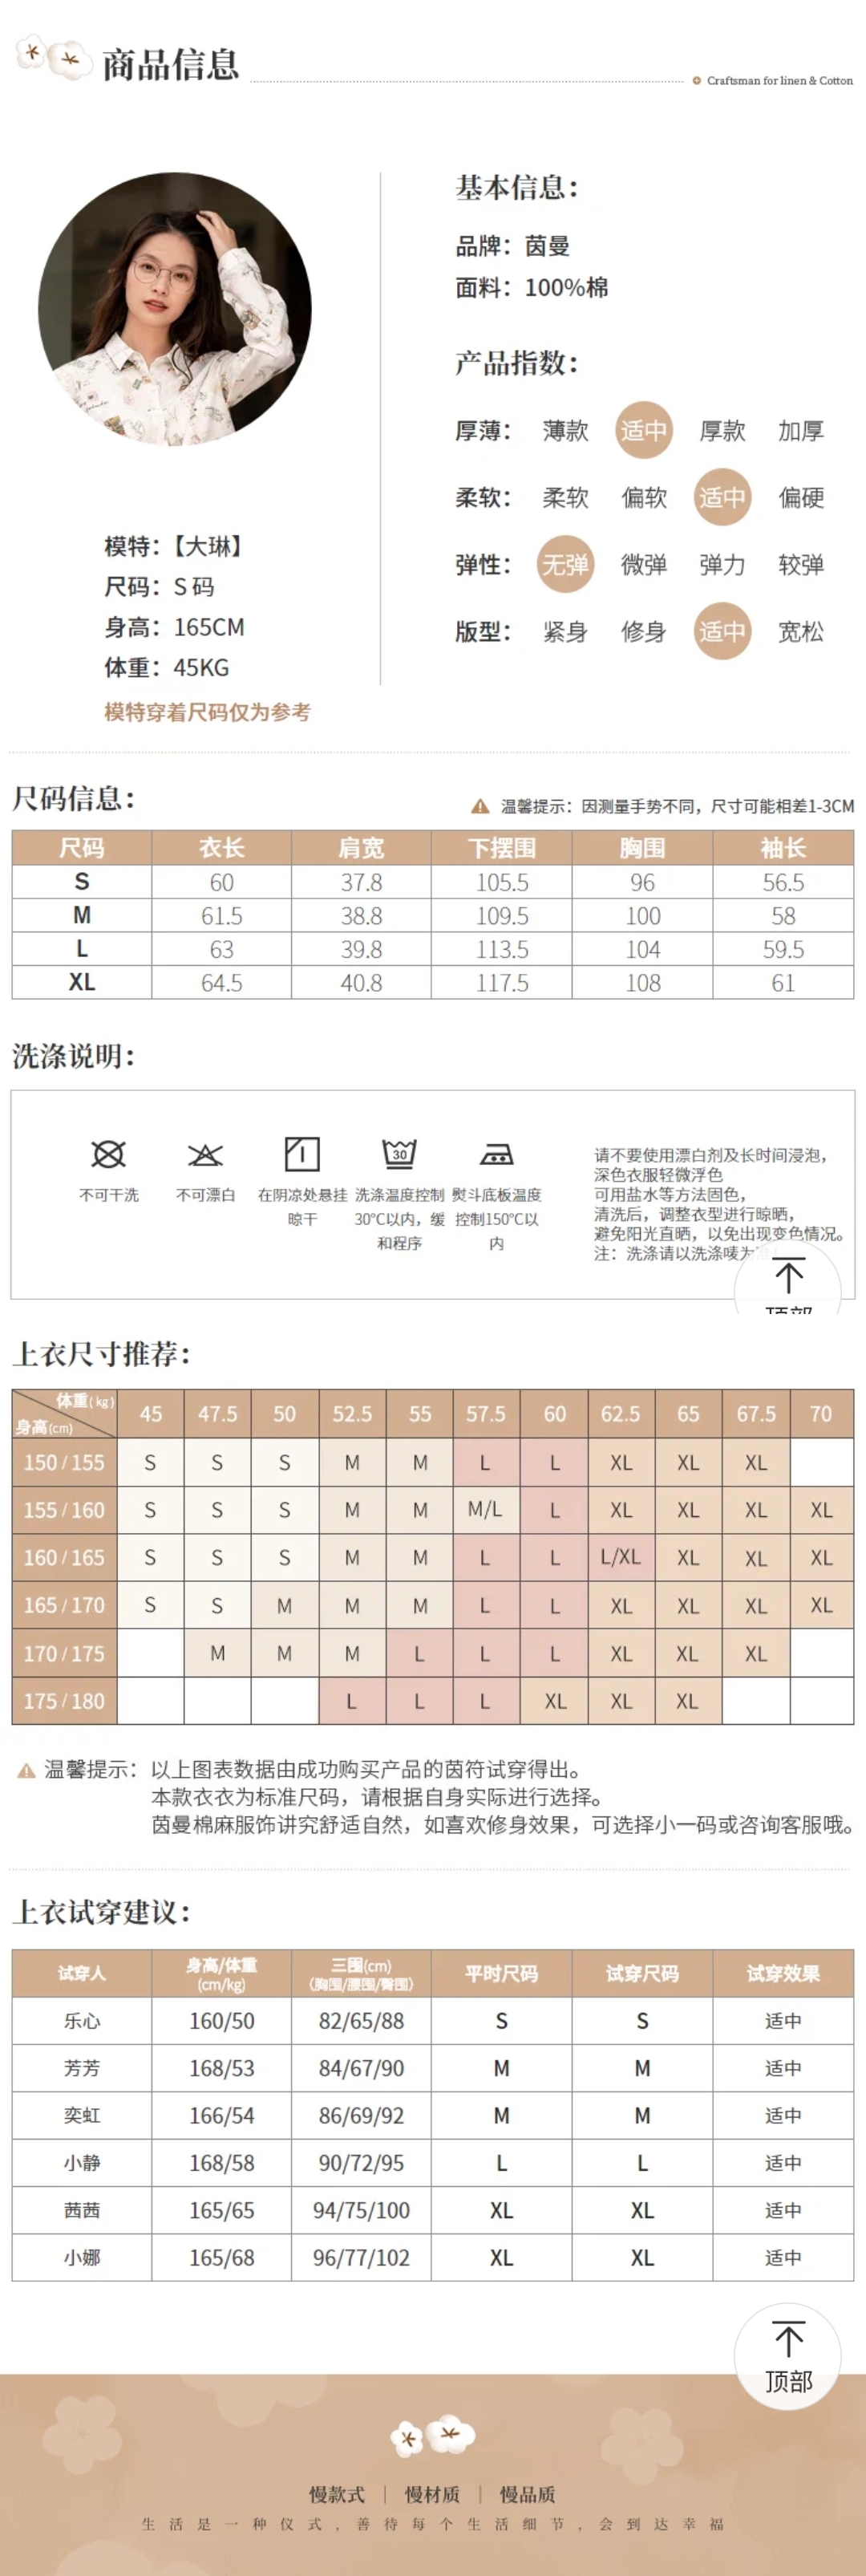 商品信息
Craftsman for linen & Cotton
基本信息：
品牌：茵曼
面料：100%棉
产品指数：
厚薄： 薄款 适中 厚款 加厚
柔软： 柔软 偏软 适中 偏硬
弹性： 无弹 微弹 弹力 较弹
版型： 紧身 修身 适中 宽松
模特：【大琳】
尺码：S 码
身高：165CM
体重：45KG
模特穿着尺码仅为参考
尺码信息：
温馨提示：因测量手势不同，尺寸可能相差1-3CM
尺码 衣长 肩宽 下摆围 胸围 袖长
S 60 37.8 105.5 96 56.5
M 61.5 38.8 109.5 100 58
L 63 39.8 113.5 104 59.5
XL 64.5 40.8 117.5 108 61
洗涤说明：
30
不可干洗 不可漂白 在阴凉处悬挂 洗涤温度控制 熨斗底板温度
晾干 30°C以内，缓 控制150°C以
和程序 内
请不要使用漂白剂及长时间浸泡，
深色衣服轻微浮色
可用盐水等方法固色，
清洗后，调整衣型进行晾晒，
避免阳光直晒，以免出现变色情况。
注：洗涤请以洗涤唛为
上衣尺寸推荐：
体重(kg) 45 47.5 50 52.5 55 57.5 60 62.5 65 67.5 70
身高(cm)
150/155 S S S M M L L XL XL XL
155/160 S S S M M M/L L XL XL XL XL
160/165 S S S M M L L L/XL XL XL XL
165/170 S S M M M L L XL XL XL XL
170/175 M M M L L L XL XL XL
175/180 L L L XL XL XL
温馨提示：以上图表数据由成功购买产品的茵符试穿得出。
本款衣衣为标准尺码，请根据自身实际进行选择。
茵曼棉麻服饰讲究舒适自然，如喜欢修身效果，可选择小一码或咨询客服哦。
上衣试穿建议：
试穿人 身高/体重 三围(cm) 平时尺码 试穿尺码 试穿效果
(cm/kg) （胸围/腰围/臀围）
乐心 160/50 82/65/88 S S 适中
芳芳 168/53 84/67/90 M M 适中
奕虹 166/54 86/69/92 M M 适中
小静 168/58 90/72/95 L L 适中
茜茜 165/65 94/75/100 XL XL 适中
小娜 165/68 96/77/102 XL XL 适中
顶部
慢款式 | 慢材质 | 慢品质
生活是一种仪式，善待每个生活细节，会到达幸福